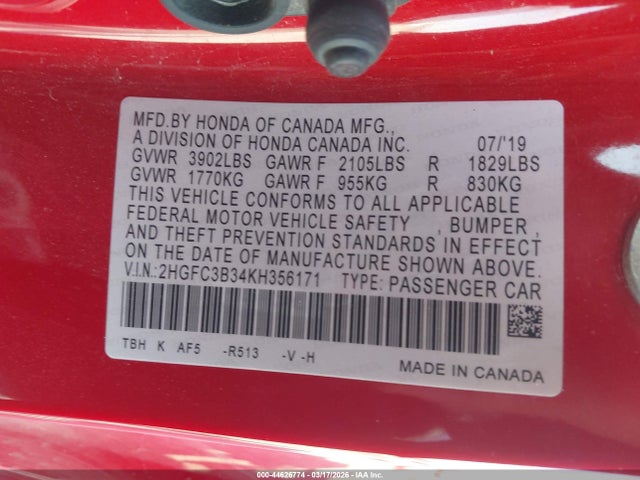 MFD.BY HONDA OF CANADA MFG.,
A DIVISION OF HONDA CANADA INC. 07/'19
GVWR 3902LBS GAWR F 2105LBS R 1829LBS
GVWR 1770KG GAWR F 955KG R 830KG
THIS VEHICLE CONFORMS TO ALL APPLICABLE
FEDERAL MOTOR VEHICLE SAFETY , BUMPER ,
AND THEFT PREVENTION STANDARDS IN EFFECT
ON THE DATE OF MANUFACTURE SHOWN ABOVE.
V.I.N.: 2HGFC3B34KH356171 TYPE: PASSENGER CAR
TBH K AF5 -R513 -V -H
MADE IN CANADA
000-44626774 | 03/17/2026 | IAAI.COM